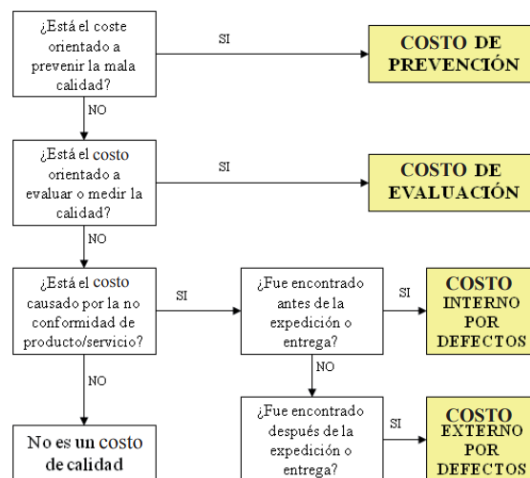 ¿Está el coste
orientado a
prevenir la mala
calidad?
SI
COSTO DE
PREVENCIÓN
NO
¿Está el costo
orientado a
evaluar o medir la
calidad?
SI
COSTO DE
EVALUACIÓN
NO
¿Está el costo
causado por la no
conformidad de
producto/servicio?
SI
¿Fue encontrado
antes de la
expedición o
entrega?
SI
COSTO
INTERNO
POR
DEFECTOS
NO
NO
No es un costo
de calidad
¿Fue encontrado
después de la
expedición o
entrega?
SI
COSTO
EXTERNO
POR
DEFECTOS